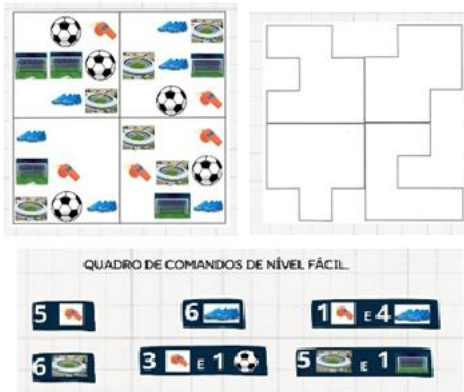 QUADRO DE COMANDOS DE NÍVEL FÁCIL.
5 6 1 E 4
6 3 E 1 5 E 1